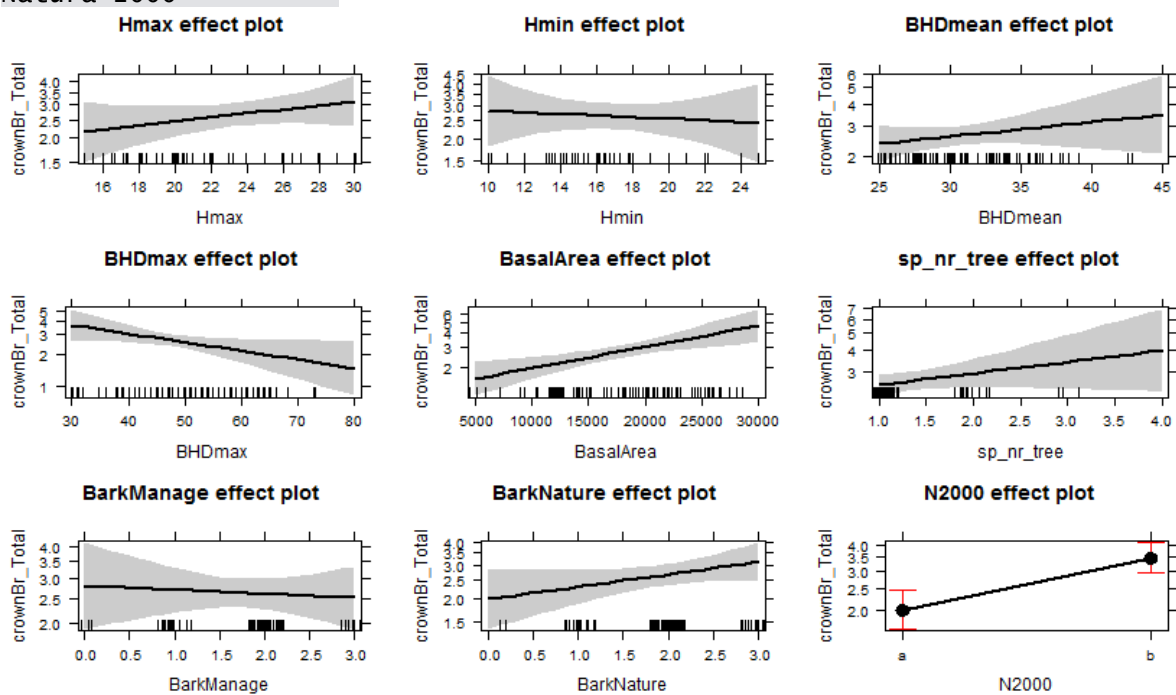 Natura 2000
Hmax effect plot
crownBr_Total
4.0
3.5
3.0
2.5
2.0
1.5
16 18 20 22 24 26 28 30
Hmax
Hmin effect plot
crownBr_Total
4.5
4.0
3.5
3.0
2.5
2.0
1.5
10 12 14 16 18 20 22 24
Hmin
BHDmean effect plot
crownBr_Total
6
5
4
3
2
25 30 35 40 45
BHDmean
BHDmax effect plot
crownBr_Total
5
4
3
2
1
30 40 50 60 70 80
BHDmax
BasalArea effect plot
crownBr_Total
6
5
4
3
2
5000 10000 15000 20000 25000 30000
BasalArea
sp_nr_tree effect plot
crownBr_Total
7
6
5
4
3
1.0 1.5 2.0 2.5 3.0 3.5 4.0
sp_nr_tree
BarkManage effect plot
crownBr_Total
4.0
3.5
3.0
2.5
2.0
0.0 0.5 1.0 1.5 2.0 2.5 3.0
BarkManage
BarkNature effect plot
crownBr_Total
4.0
3.5
3.0
2.5
2.0
1.5
0.0 0.5 1.0 1.5 2.0 2.5 3.0
BarkNature
N2000 effect plot
crownBr_Total
4.0
3.5
3.0
2.5
2.0
a b
N2000